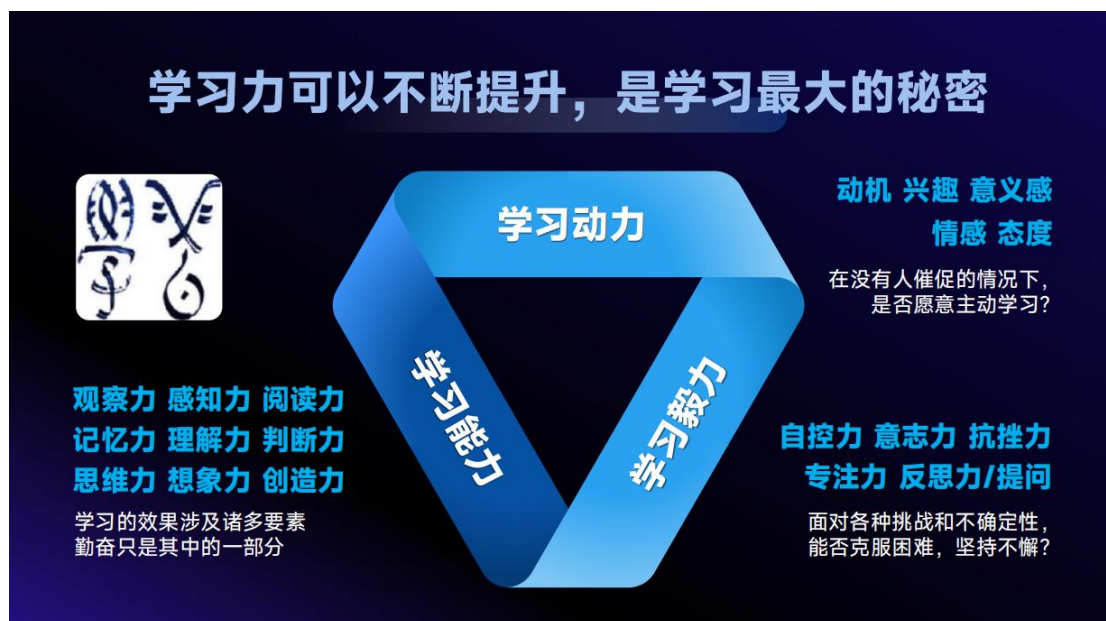 学习力可以不断提升，是学习最大的秘密
学习动力
动机 兴趣 意义感
情感 态度
在没有人催促的情况下，
是否愿意主动学习？
学习能力
观察力 感知力 阅读力
记忆力 理解力 判断力
思维力 想象力 创造力
学习的效果涉及诸多要素
勤奋只是其中的一部分
学习毅力
自控力 意志力 抗挫力
专注力 反思力/提问
面对各种挑战和不确定性，
能否克服困难，坚持不懈？